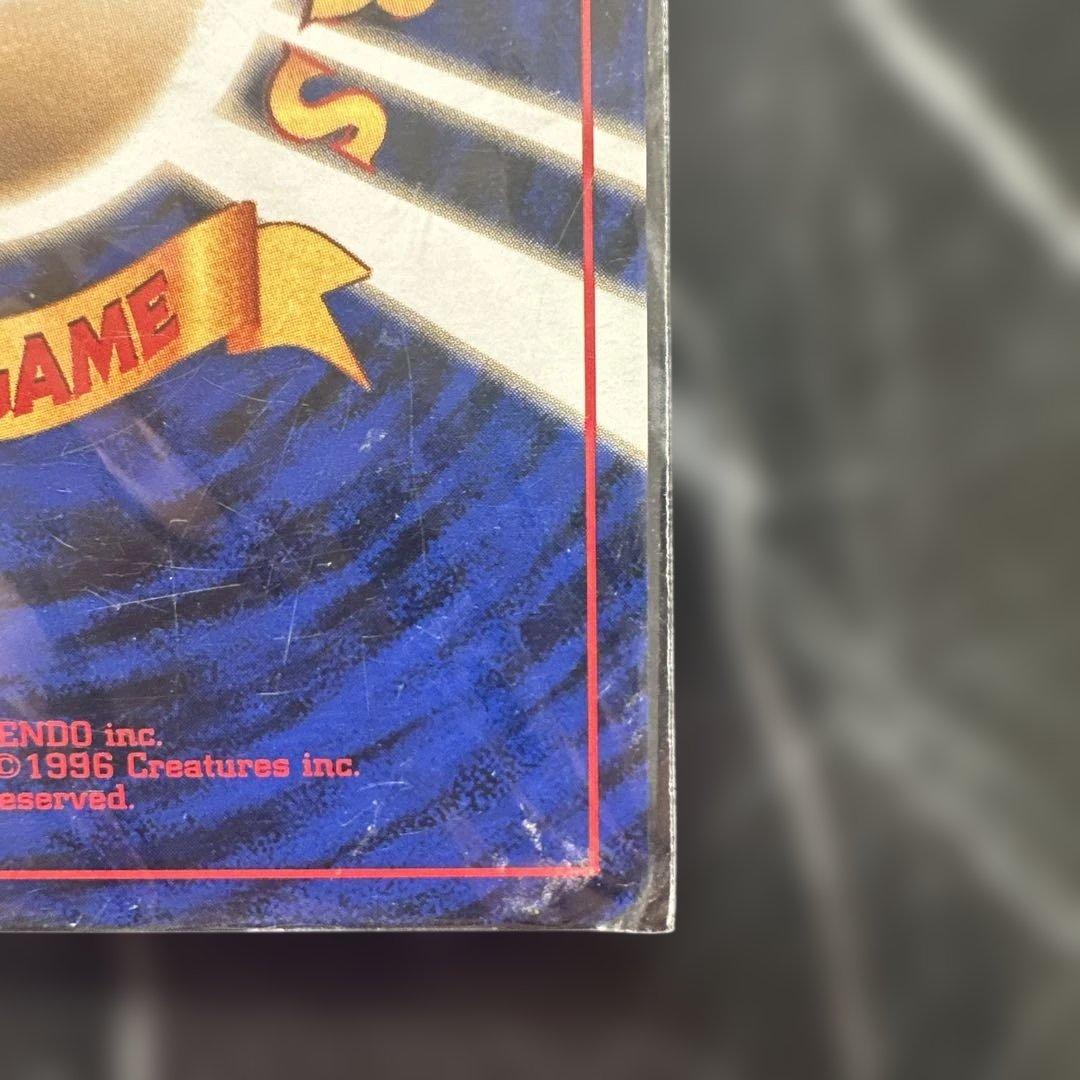 S
GAME
ENDO inc.
©1996 Creatures inc.
eserved.